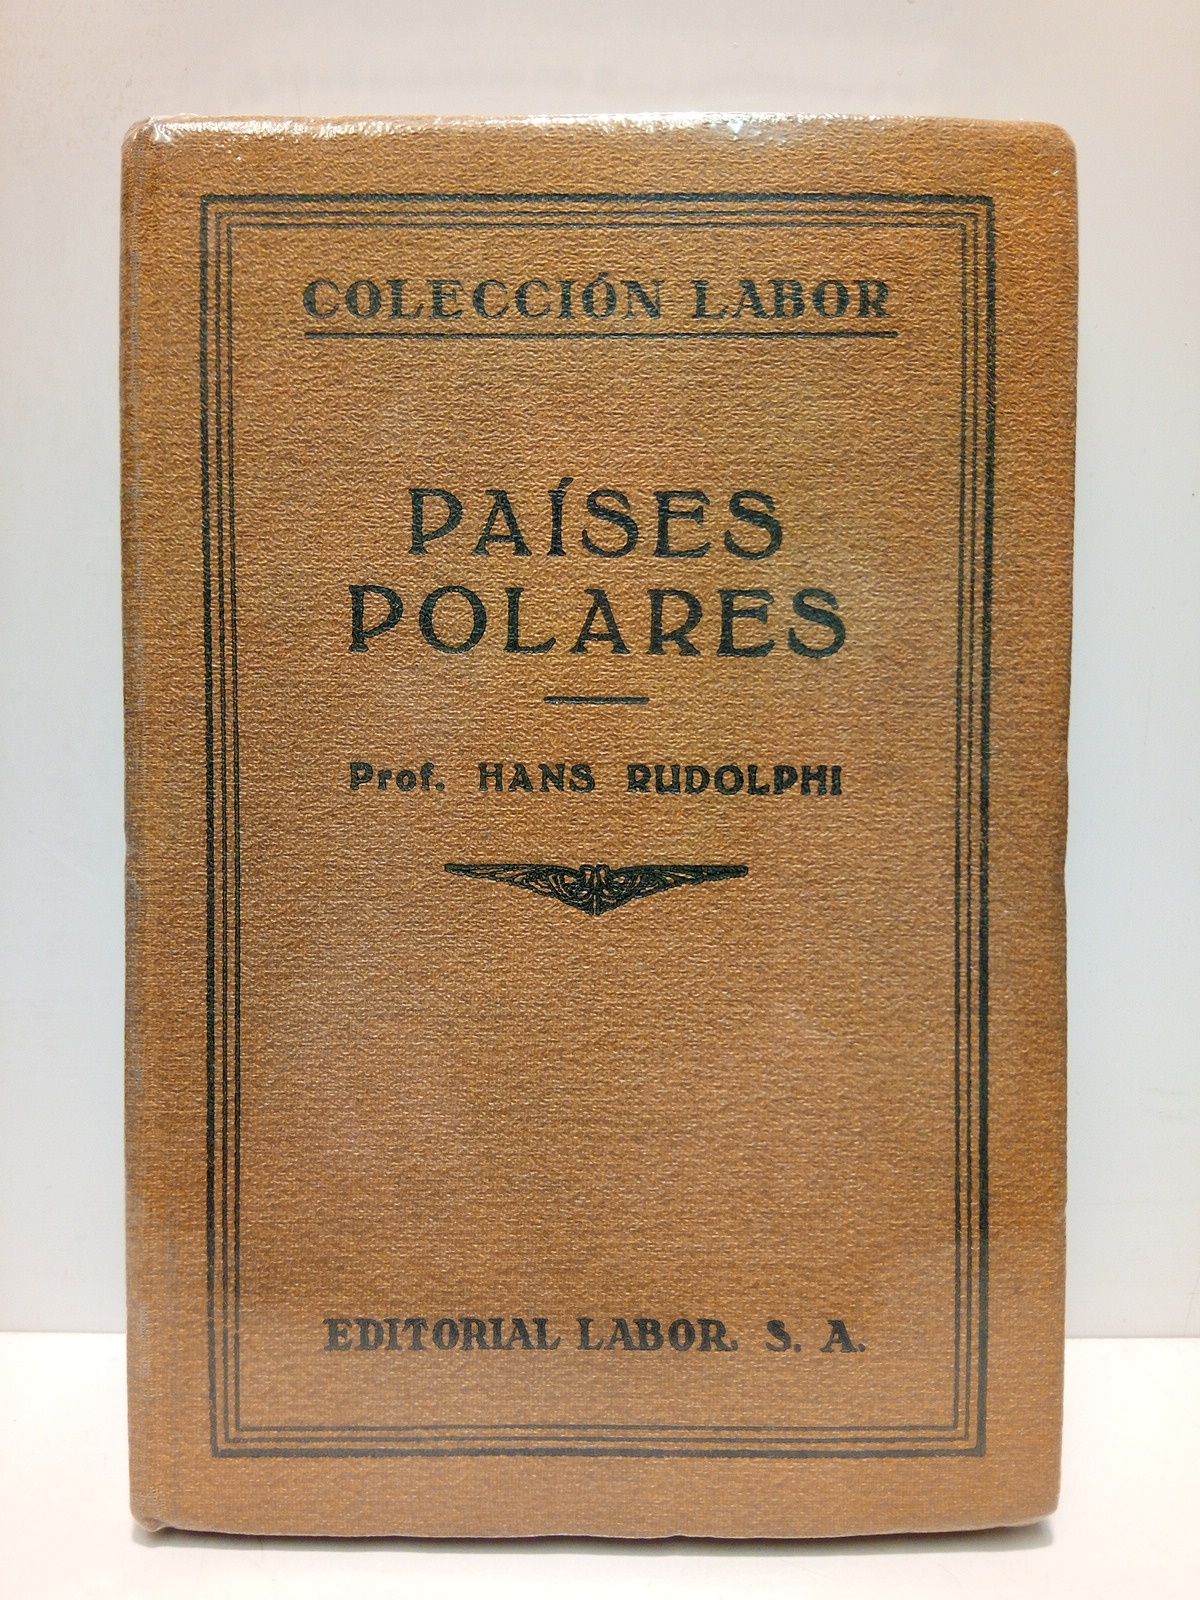 COLECCIÓN LABOR
PAÍSES
POLARES
Prof. HANS RUDOLPHI
EDITORIAL LABOR, S. A.